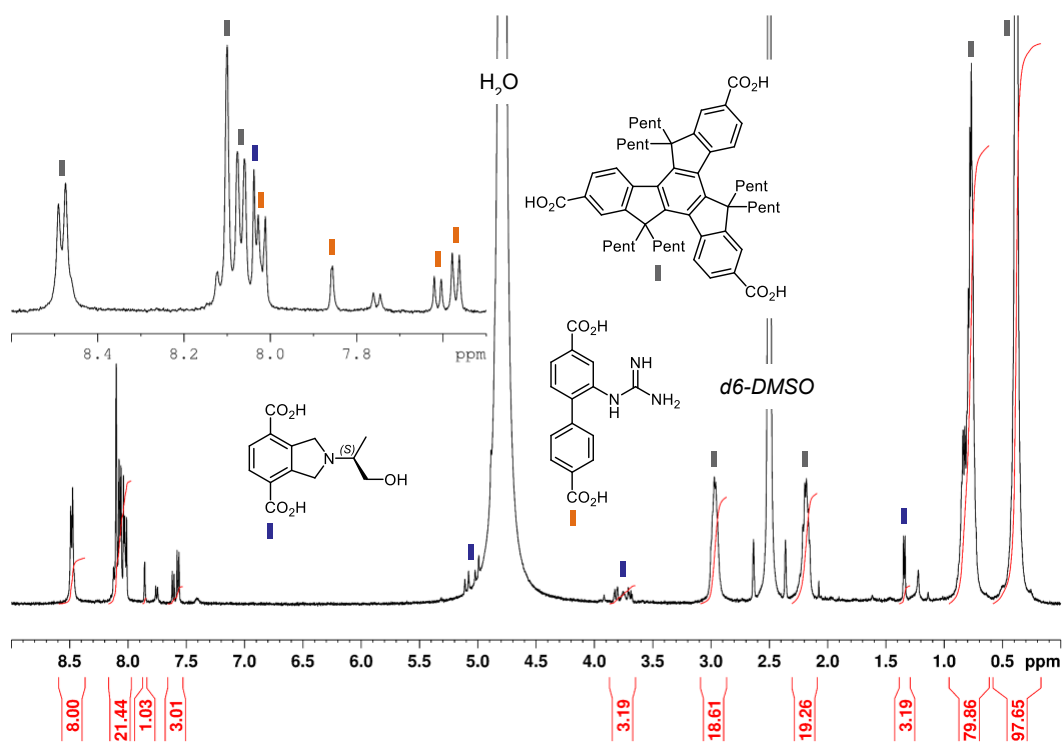 H₂O
CO₂H
Pent
Pent
Pent
Pent
HO₂C
Pent
Pent
CO₂H
8.4
8.2
8.0
7.8
ppm
CO₂H
NH
N
H
NH₂
d6-DMSO
CO₂H
(S)
N
OH
CO₂H
CO₂H
8.5
8.0
7.5
7.0
6.5
6.0
5.5
5.0
4.5
4.0
3.5
3.0
2.5
2.0
1.5
1.0
0.5
ppm
8.00
21.44
1.03
3.01
3.19
18.61
19.26
3.19
79.86
97.65